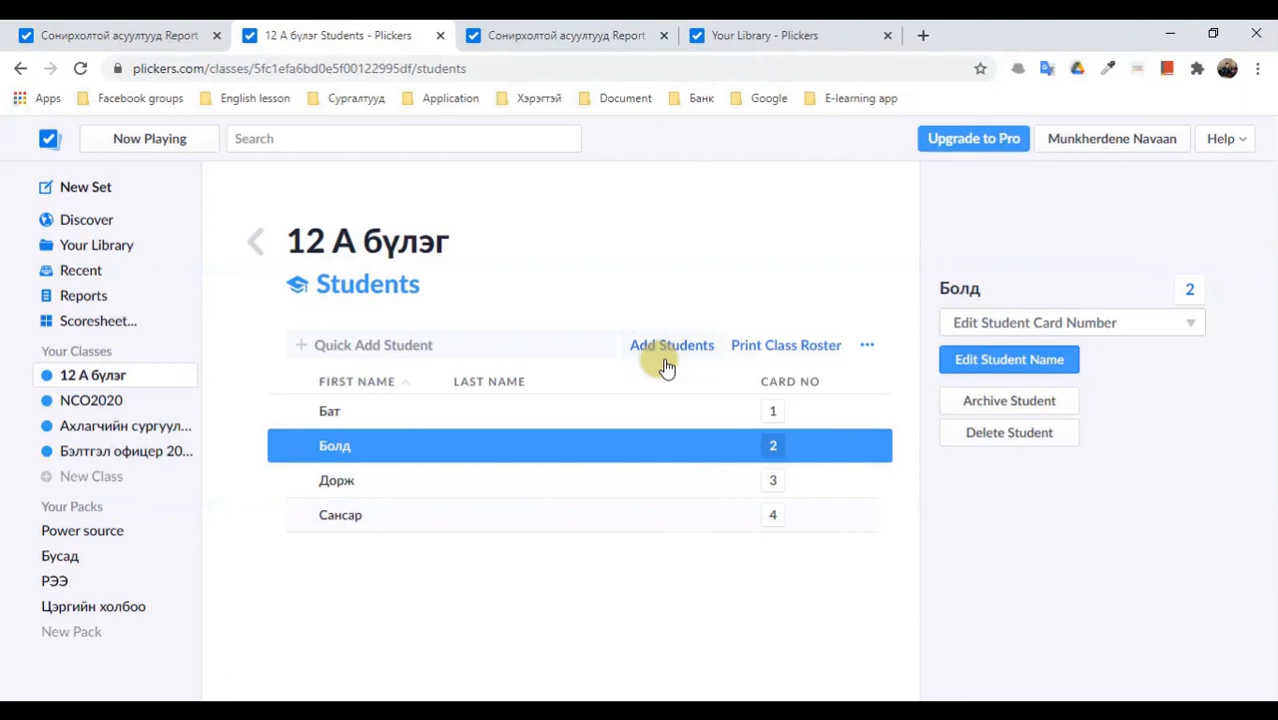 Сонирхолтой асуултууд Report
12 А бүлэг Students - Plickers
Сонирхолтой асуултууд Report
Your Library - Plickers
plickers.com/classes/5fc1efa6bd0e5f00122995df/students
Apps
Facebook groups
English lesson
Сургалтууд
Application
Хэрэгтэй
Document
Банк
Google
E-learning app
Now Playing
Search
Upgrade to Pro
Munkherdene Navaan
Help
New Set
Discover
Your Library
Recent
Reports
Scoresheet...
Your Classes
12 А бүлэг
NCO2020
Ахлагчийн сургуул...
Бэлтгэл офицер 20...
New Class
Your Packs
Power source
Бусад
РЭЭ
Цэргийн холбоо
New Pack
12 А бүлэг
Students
Quick Add Student
Add Students
Print Class Roster
FIRST NAME
LAST NAME
CARD NO
Бат 1
Болд 2
Дорж 3
Сансар 4
Болд 2
Edit Student Card Number
Edit Student Name
Archive Student
Delete Student